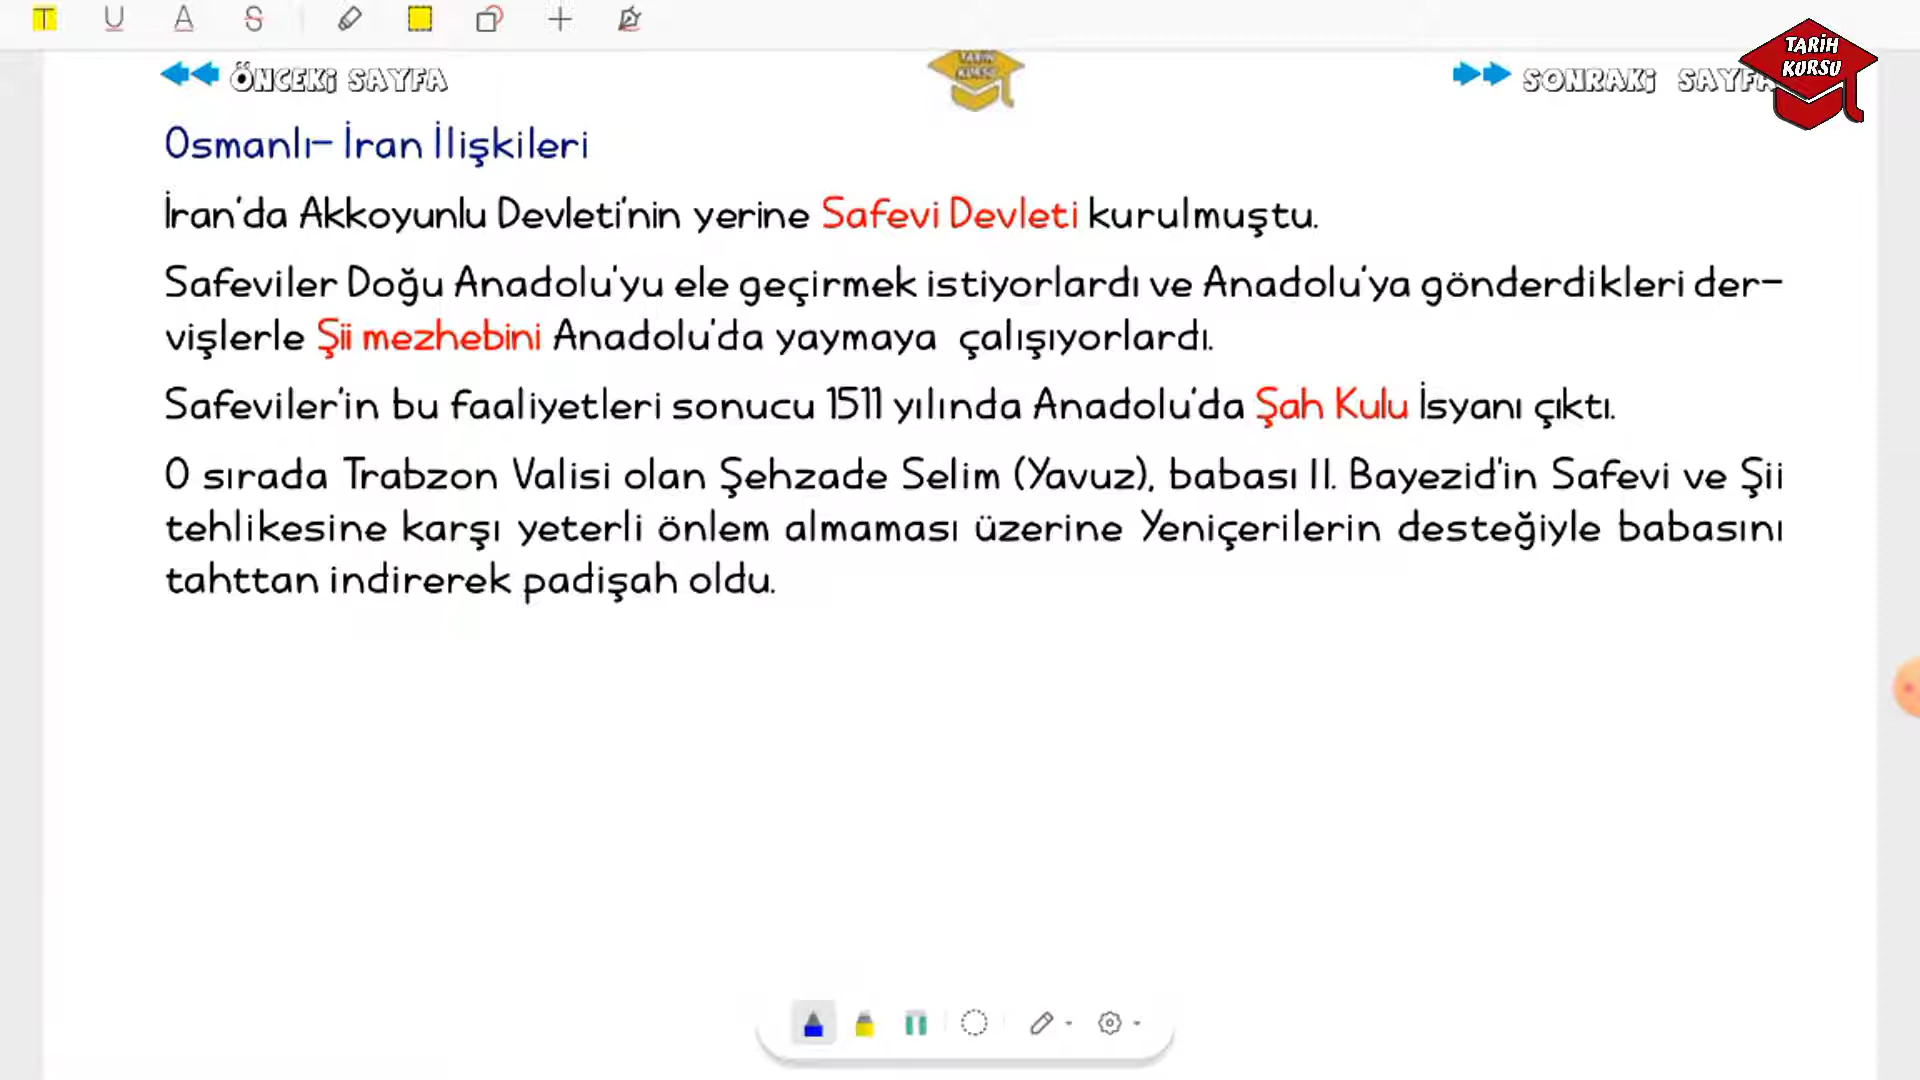 T U A S
TARİH KURSU
ÖNCEKİ SAYFA
TARİH KURSU
SONRAKİ SAYFA
Osmanlı- İran İlişkileri
İran'da Akkoyunlu Devleti'nin yerine Safevi Devleti kurulmuştu.
Safeviler Doğu Anadolu'yu ele geçirmek istiyorlardı ve Anadolu'ya gönderdikleri der-
vişlerle Şii mezhebini Anadolu'da yaymaya çalışıyorlardı.
Safeviler'in bu faaliyetleri sonucu 1511 yılında Anadolu'da Şah Kulu İsyanı çıktı.
O sırada Trabzon Valisi olan Şehzade Selim (Yavuz), babası II. Bayezid'in Safevi ve Şii
tehlikesine karşı yeterli önlem almaması üzerine Yeniçerilerin desteğiyle babasını
tahttan indirerek padişah oldu.